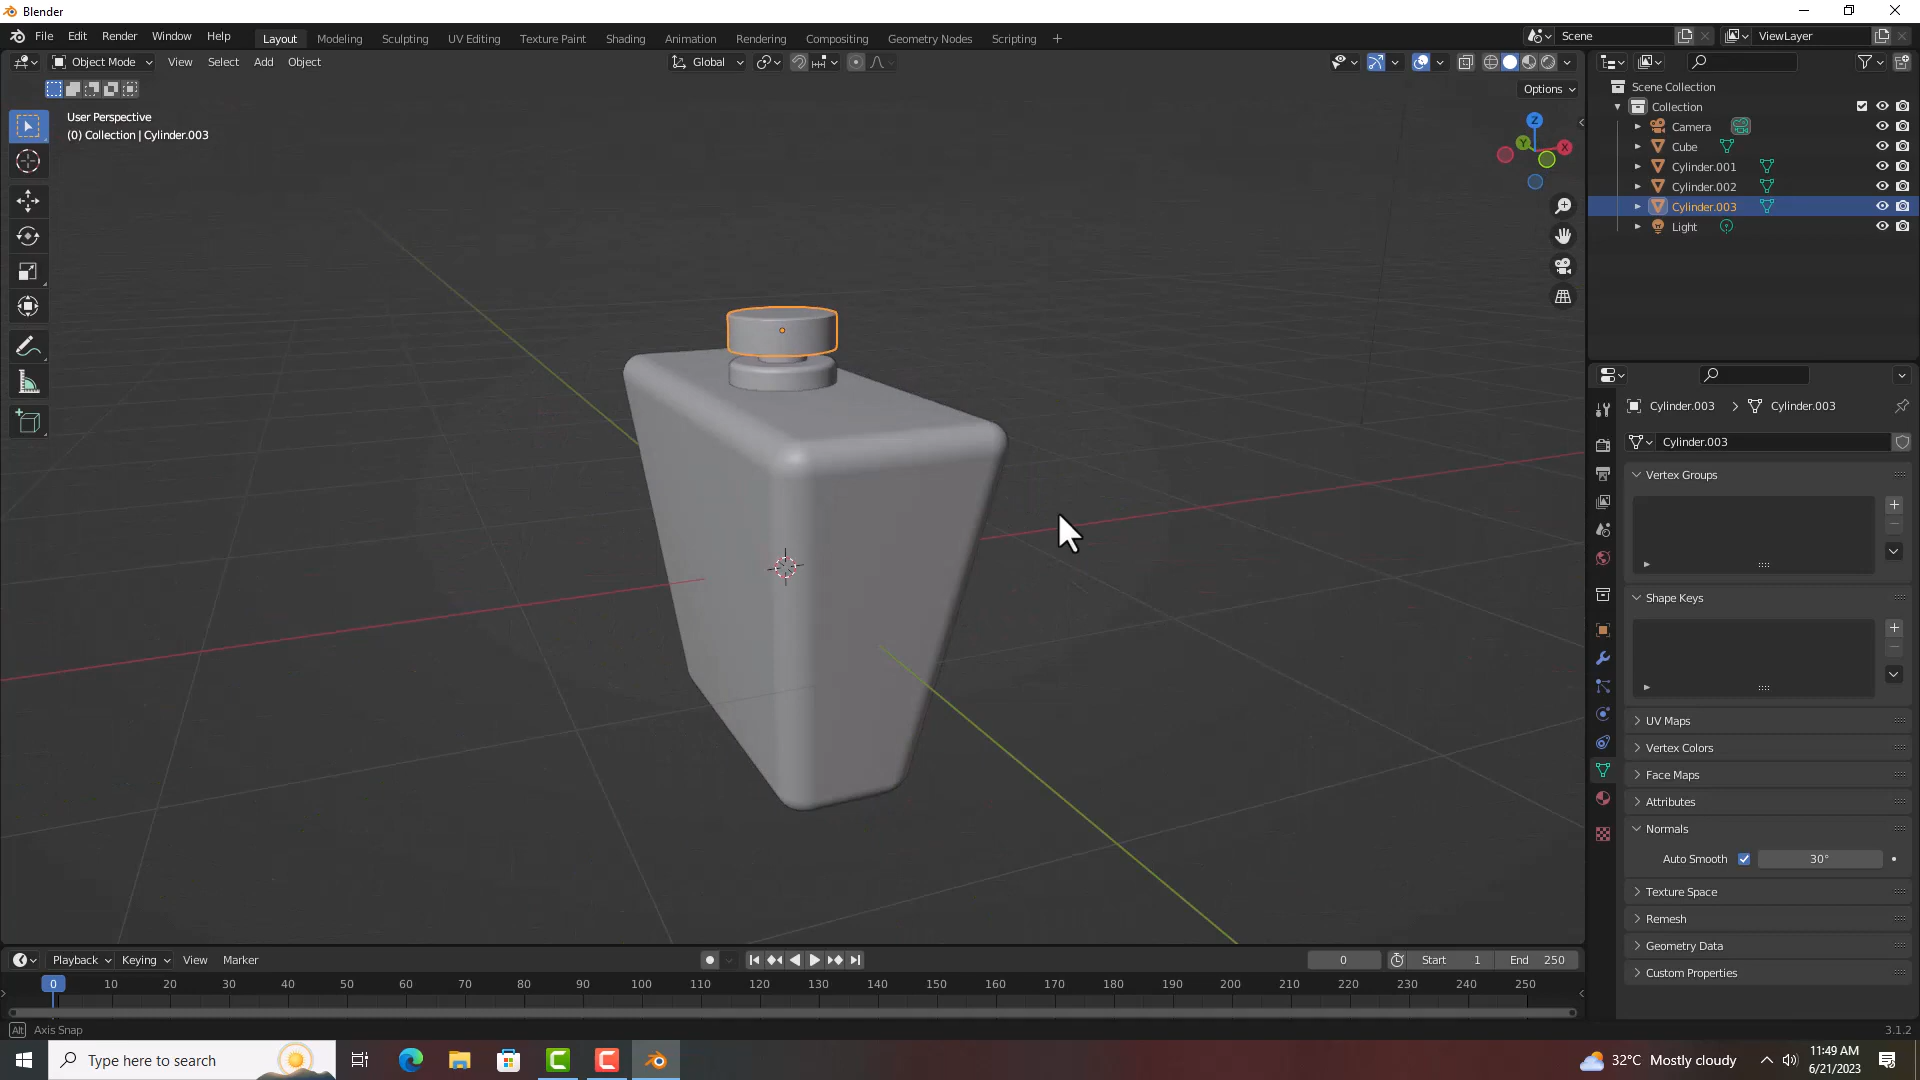 Blender
File Edit Render Window Help
Layout Modeling Sculpting UV Editing Texture Paint Shading Animation Rendering Compositing Geometry Nodes Scripting +
Scene
ViewLayer
Object Mode View Select Add Object
Global
Options
User Perspective
(0) Collection | Cylinder.003
Z
Y
X
Scene Collection
Collection
Camera
Cube
Cylinder.001
Cylinder.002
Cylinder.003
Light
Cylinder.003 > Cylinder.003
Cylinder.003
Vertex Groups
Shape Keys
UV Maps
Vertex Colors
Face Maps
Attributes
Normals
Auto Smooth 30°
Texture Space
Remesh
Geometry Data
Custom Properties
Playback Keying View Marker
0
Start 1
End 250
0 10 20 30 40 50 60 70 80 90 100 110 120 130 140 150 160 170 180 190 200 210 220 230 240 250
Alt Axis Snap
3.1.2
Type here to search
32°C Mostly cloudy
11:49 AM
6/21/2023